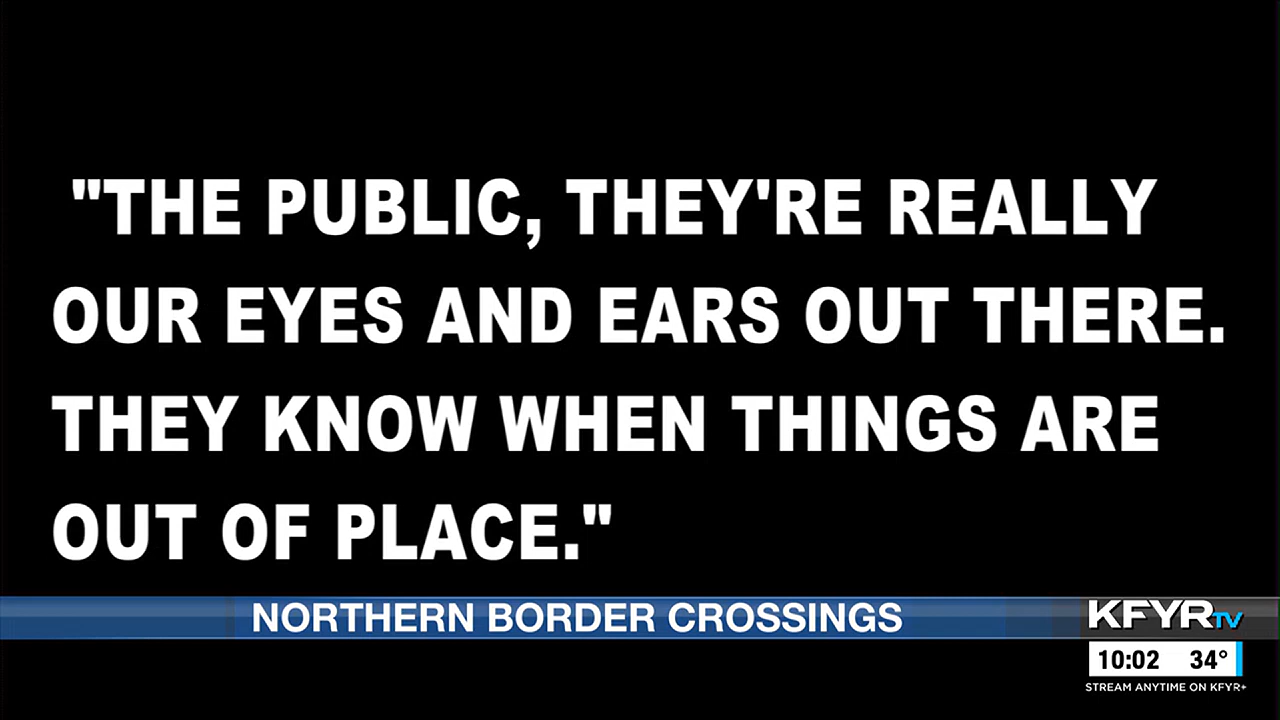 "THE PUBLIC, THEY'RE REALLY
OUR EYES AND EARS OUT THERE.
THEY KNOW WHEN THINGS ARE
OUT OF PLACE."
NORTHERN BORDER CROSSINGS
KFYRTV
10:02 34°
STREAM ANYTIME ON KFYR+